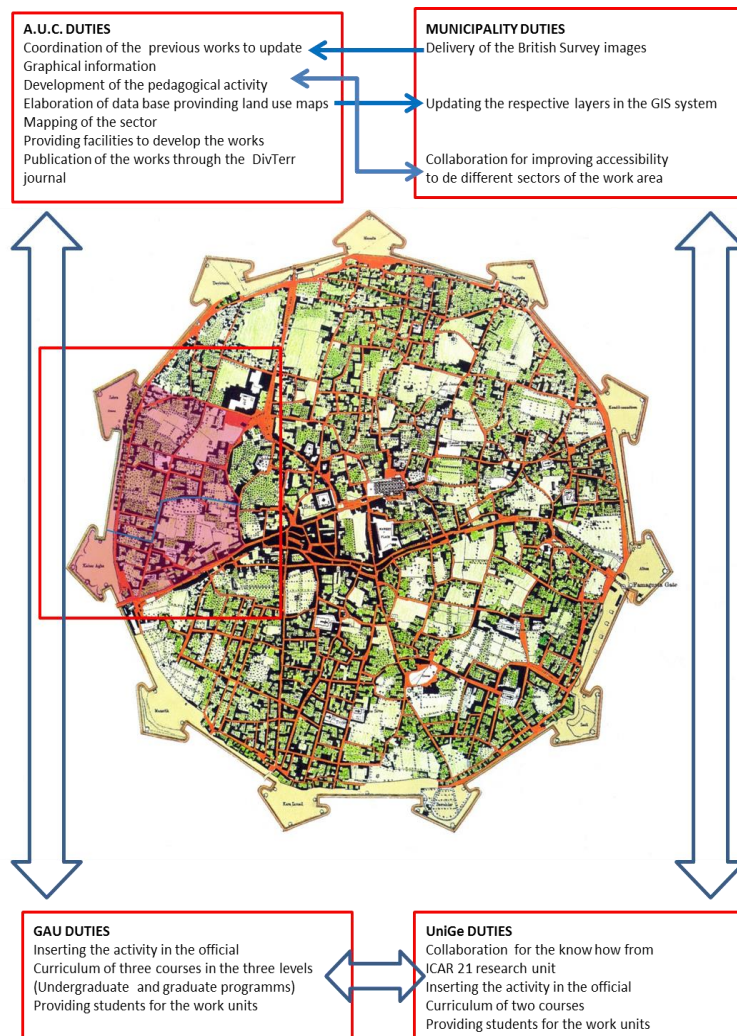 A.U.C. DUTIES
Coordination of the previous works to update
Graphical information
Development of the pedagogical activity
Elaboration of data base provinding land use maps
Mapping of the sector
Providing facilities to develop the works
Publication of the works through the DivTerr
journal
MUNICIPALITY DUTIES
Delivery of the British Survey images
Updating the respective layers in the GIS system
Collaboration for improving accessibility
to de different sectors of the work area
Famagusta Gate
GAU DUTIES
Inserting the activity in the official
Curriculum of three courses in the three levels
(Undergraduate and graduate programms)
Providing students for the work units
UniGe DUTIES
Collaboration for the know how from
ICAR 21 research unit
Inserting the activity in the official
Curriculum of two courses
Providing students for the work units